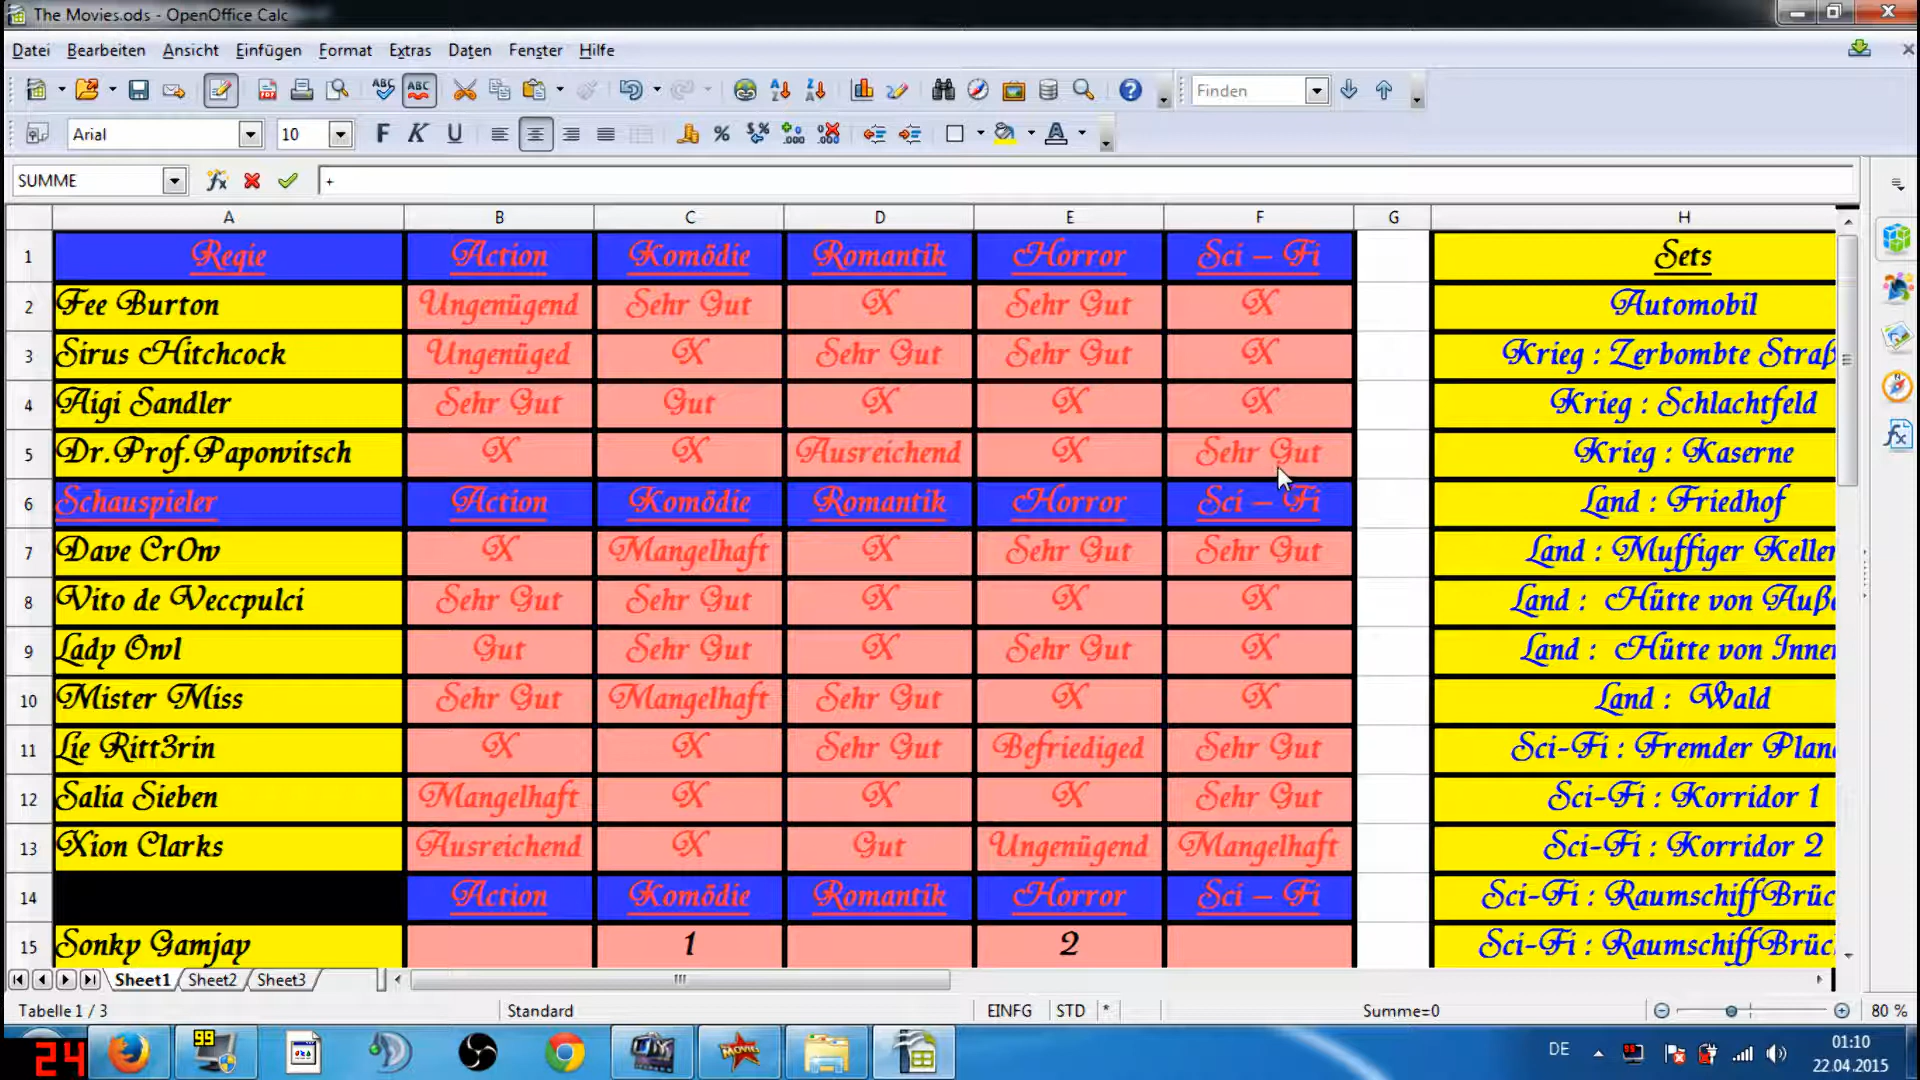 The Movies.ods - OpenOffice Calc
Datei Bearbeiten Ansicht Einfügen Format Extras Daten Fenster Hilfe
ABC ABC Finden
Arial 10 F K U
SUMME +
A B C D E F G H
1 Regie Action Komödie Romantik Horror Sci – Fi Sets
2 Fee Burton Ungenügend Sehr Gut X Sehr Gut X Automobil
3 Sirus Hitchcock Ungenüged X Sehr Gut Sehr Gut X Krieg : Zerbombte Straß
4 Aigi Sandler Sehr Gut Gut X X X Krieg : Schlachtfeld
5 Dr.Prof.Papowitsch X X Ausreichend X Sehr Gut Krieg : Kaserne
6 Schauspieler Action Komödie Romantik Horror Sci – Fi Land : Friedhof
7 Dave Cr0w X Mangelhaft X Sehr Gut Sehr Gut Land : Muffiger Keller
8 Vito de Veccpulci Sehr Gut Sehr Gut X X X Land : Hütte von Auße
9 Lady Owl Gut Sehr Gut X Sehr Gut X Land : Hütte von Inner
10 Mister Miss Sehr Gut Mangelhaft Sehr Gut X X Land : Wald
11 Lie Ritt3rin X X Sehr Gut Befriediged Sehr Gut Sci-Fi : Fremder Plan
12 Salia Sieben Mangelhaft X X X Sehr Gut Sci-Fi : Korridor 1
13 Xion Clarks Ausreichend X Gut Ungenügend Mangelhaft Sci-Fi : Korridor 2
14 Action Komödie Romantik Horror Sci – Fi Sci-Fi : RaumschiffBrüc
15 Sonky Gamjay 1 2 Sci-Fi : RaumschiffBrüc
Sheet1 Sheet2 Sheet3
Tabelle 1 / 3 Standard EINFG STD * Summe=0 80 %
24 99 MOVIES DE 01:10
22.04.2015